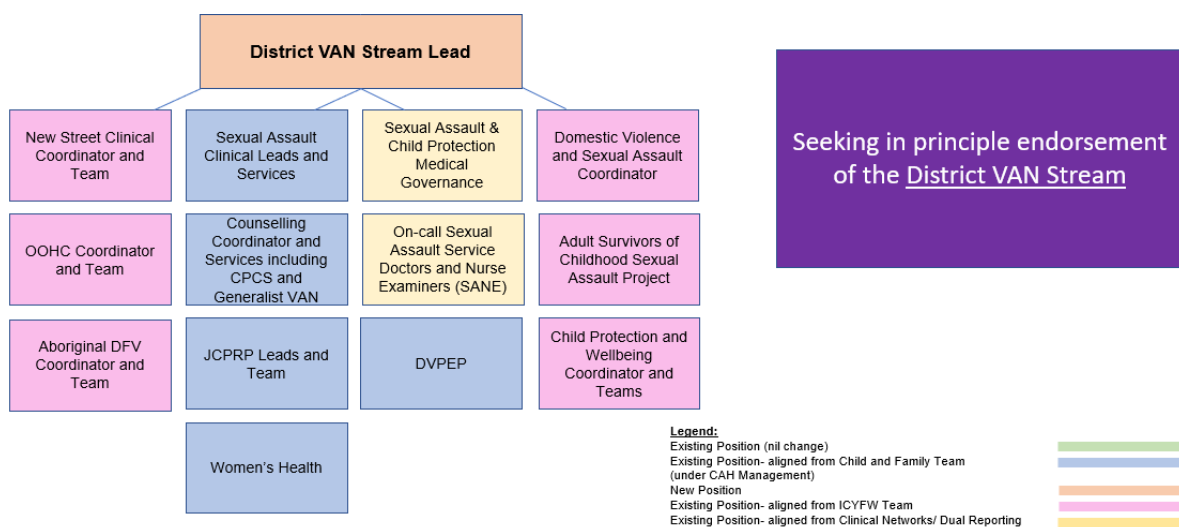 District VAN Stream Lead
New Street Clinical
Coordinator and
Team
Sexual Assault
Clinical Leads and
Services
Sexual Assault &
Child Protection
Medical
Governance
Domestic Violence
and Sexual Assault
Coordinator
OOHC Coordinator
and Team
Counselling
Coordinator and
Services including
CPCS and
Generalist VAN
On-call Sexual
Assault Service
Doctors and Nurse
Examiners (SANE)
Adult Survivors of
Childhood Sexual
Assault Project
Aboriginal DFV
Coordinator and
Team
JCPRP Leads and
Team
DVPEP
Child Protection and
Wellbeing
Coordinator and
Teams
Women's Health
Seeking in principle endorsement
of the District VAN Stream
Legend:
Existing Position (nil change)
Existing Position- aligned from Child and Family Team
(under CAH Management)
New Position
Existing Position- aligned from ICYFW Team
Existing Position- aligned from Clinical Networks/ Dual Reporting